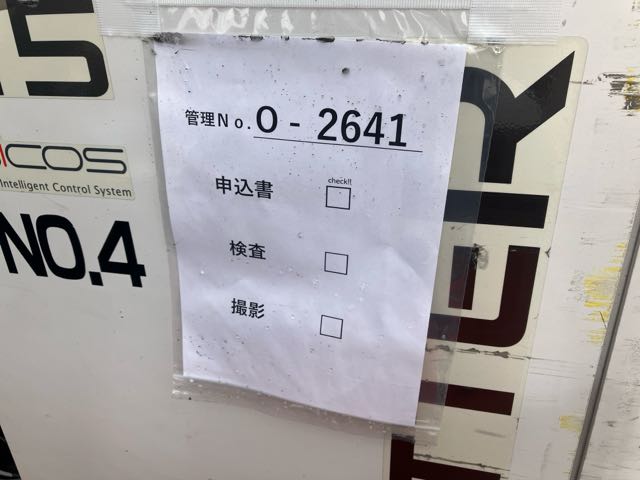 5
ICOS
Intelligent Control System
NO.4
管理No. O - 2641
check!!
申込書 □
検査 □
撮影 □